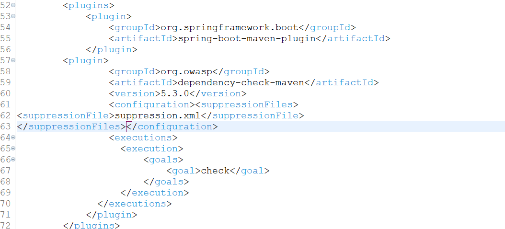 52 <plugins>
53 <plugin>
54 <groupId>org.springframework.boot</groupId>
55 <artifactId>spring-boot-maven-plugin</artifactId>
56 </plugin>
57 <plugin>
58 <groupId>org.owasp</groupId>
59 <artifactId>dependency-check-maven</artifactId>
60 <version>5.3.0</version>
61 <configuration><suppressionFiles>
62 <suppressionFile>suppression.xml</suppressionFile>
63 </suppressionFiles></configuration>
64 <executions>
65 <execution>
66 <goals>
67 <goal>check</goal>
68 </goals>
69 </execution>
70 </executions>
71 </plugin>
72 </plugins>